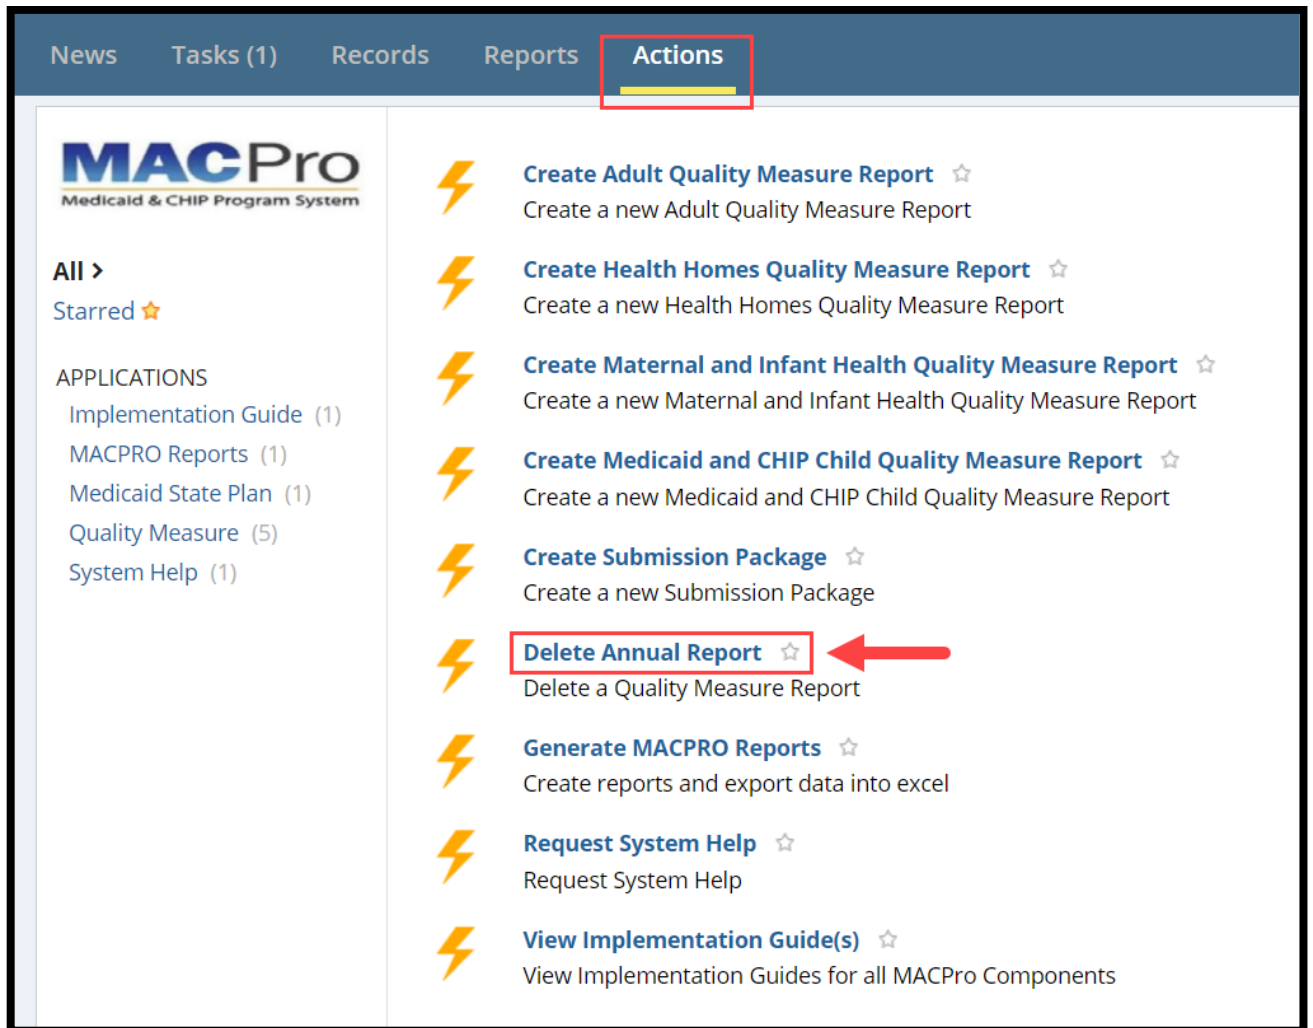 News Tasks (1) Records Reports Actions
MACPro
Medicaid & CHIP Program System
All >
Starred
APPLICATIONS
Implementation Guide (1)
MACPRO Reports (1)
Medicaid State Plan (1)
Quality Measure (5)
System Help (1)
Create Adult Quality Measure Report
Create a new Adult Quality Measure Report
Create Health Homes Quality Measure Report
Create a new Health Homes Quality Measure Report
Create Maternal and Infant Health Quality Measure Report
Create a new Maternal and Infant Health Quality Measure Report
Create Medicaid and CHIP Child Quality Measure Report
Create a new Medicaid and CHIP Child Quality Measure Report
Create Submission Package
Create a new Submission Package
Delete Annual Report
Delete a Quality Measure Report
Generate MACPRO Reports
Create reports and export data into excel
Request System Help
Request System Help
View Implementation Guide(s)
View Implementation Guides for all MACPro Components